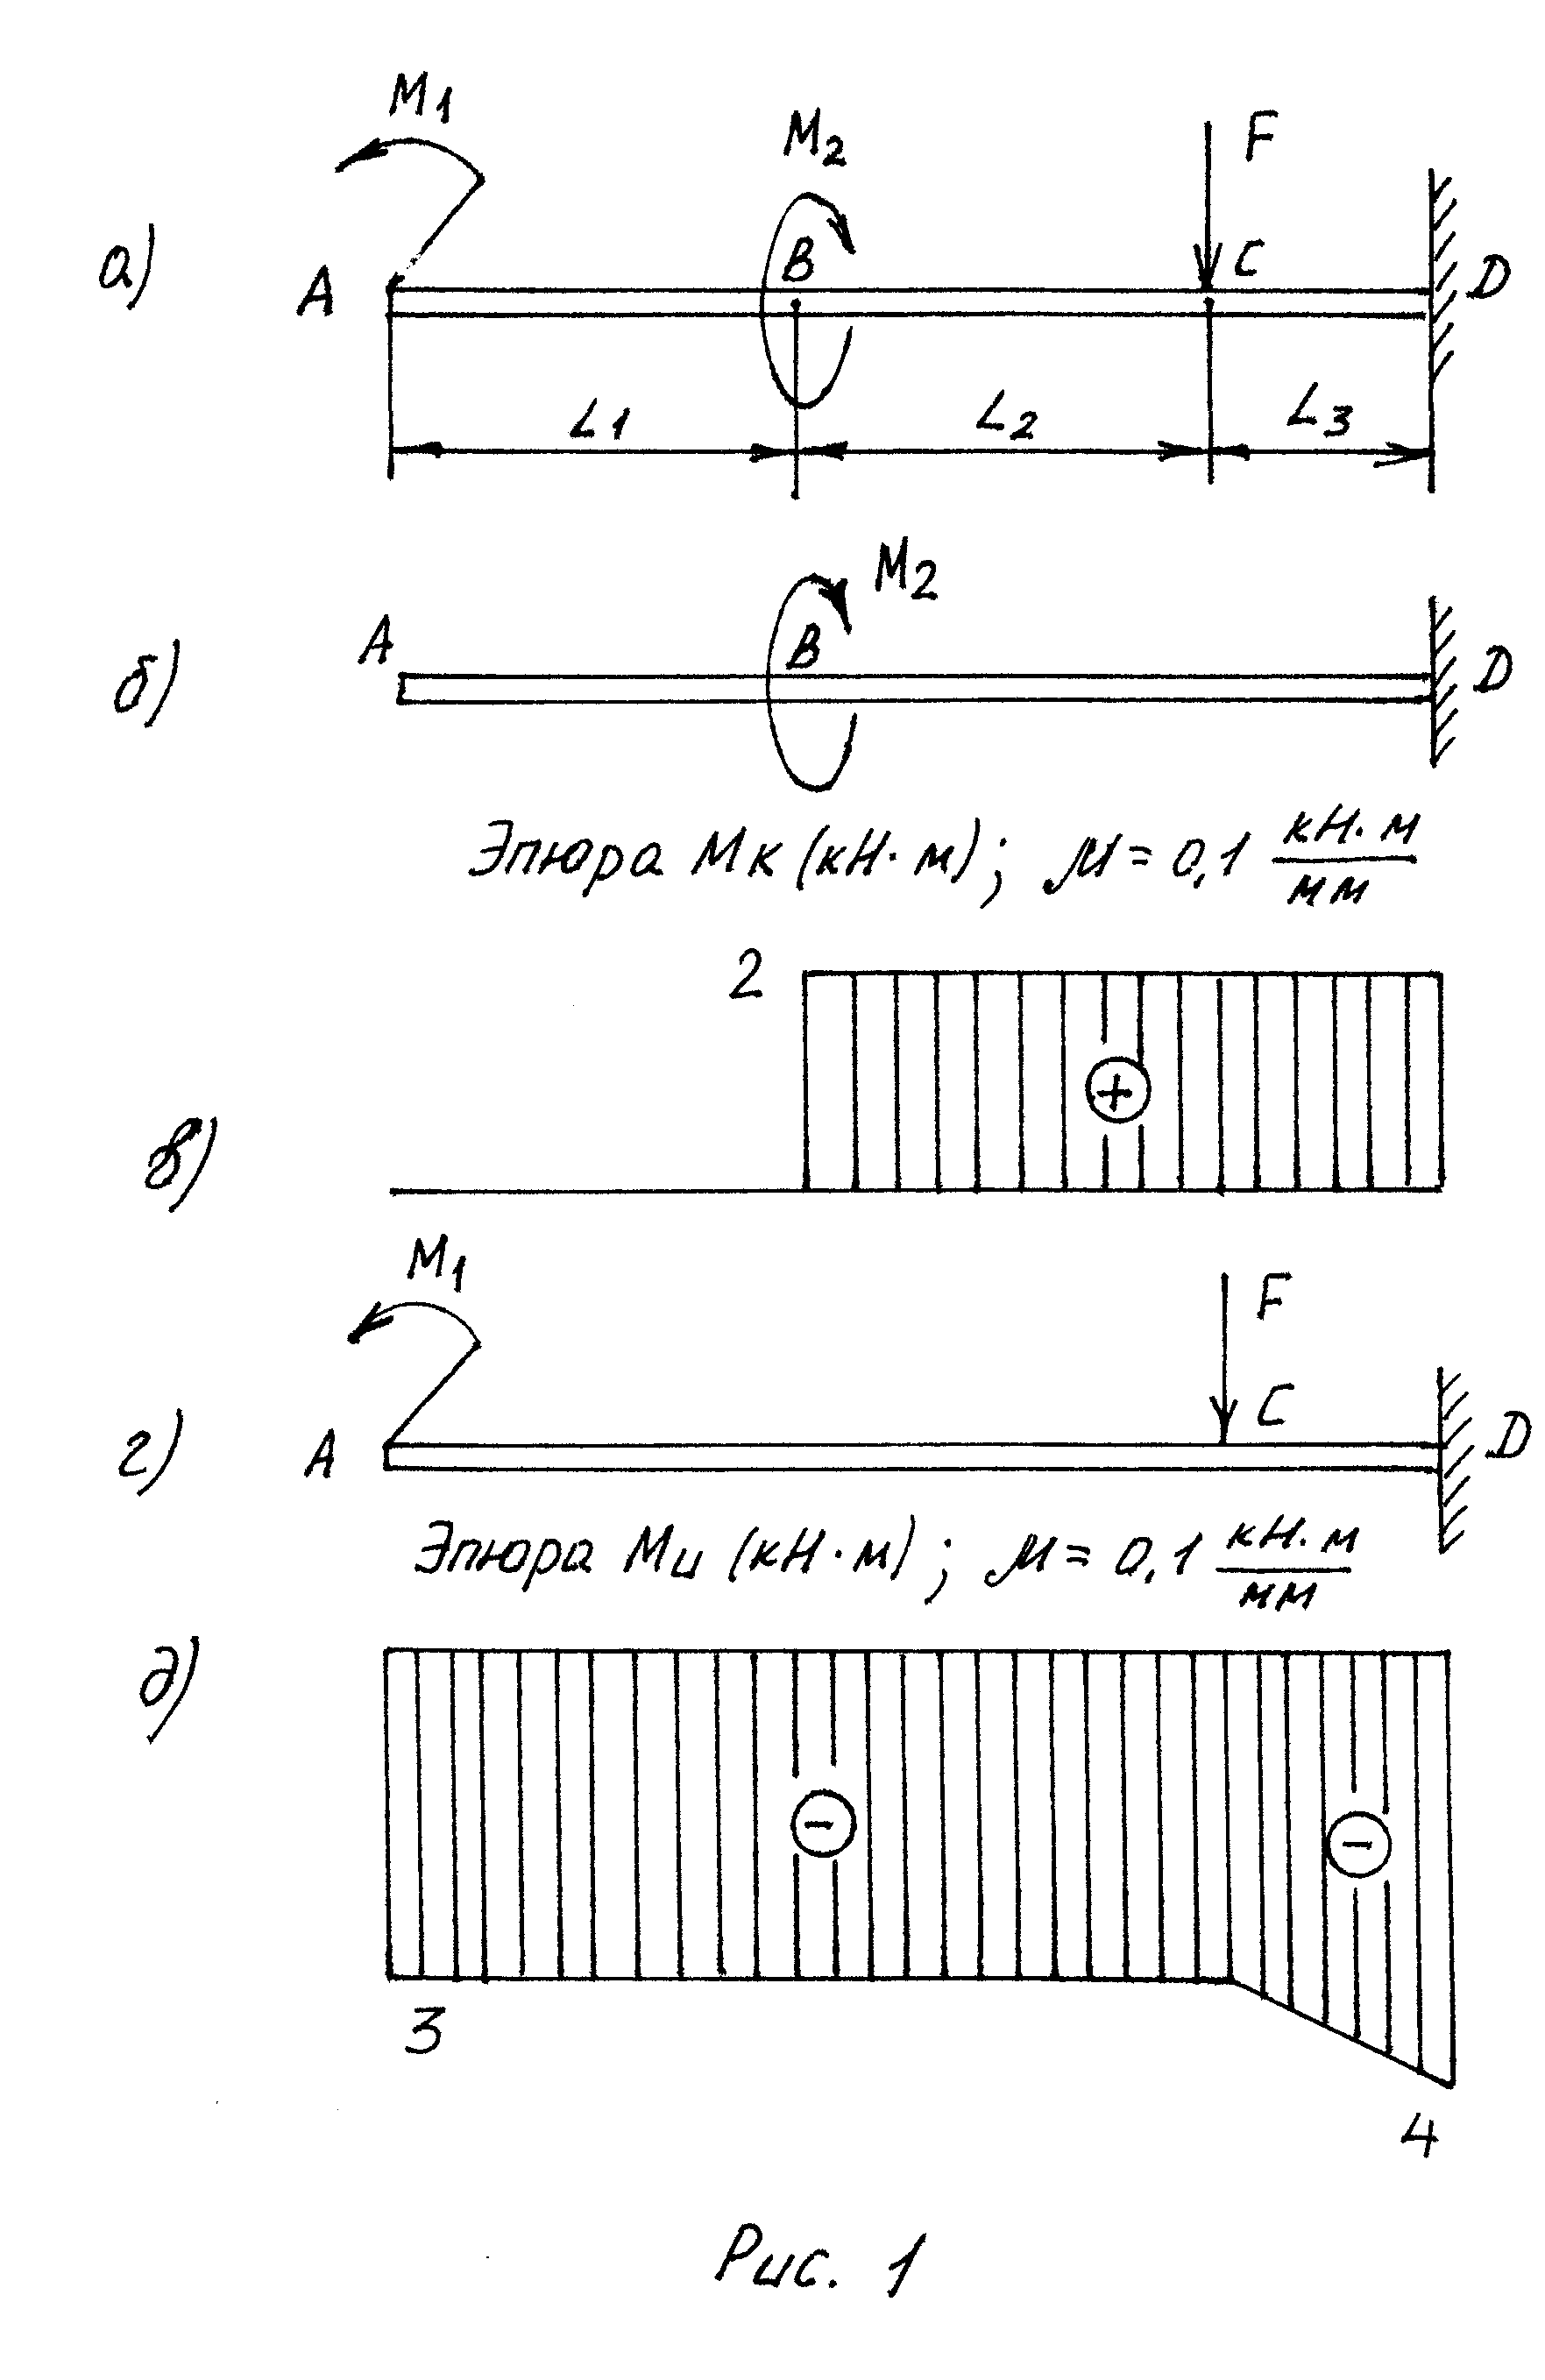 M1
M2
F
а)
A
B
C
D
L1
L2
L3
M2
б)
A
B
D
Эпюра Mк (кН·м); M = 0,1 кН·м/мм
2
+
в)
M1
F
г)
A
C
D
Эпюра Mи (кН·м); M = 0,1 кН·м/мм
д)
-
-
3
4
Рис. 1